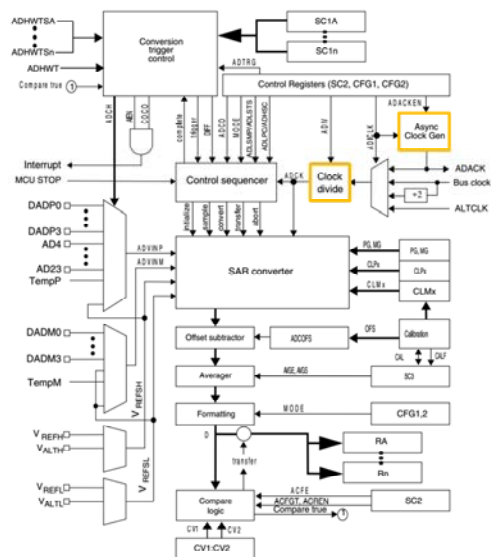 ADHWTSA
ADHWTSn
ADHWT
Compare true 1
Conversion
trigger
control
SC1A
SC1n
ADTRG
Control Registers (SC2, CFG1, CFG2)
ADACKEN
Async
Clock Gen
ADCH
AIEN
COCO
complete
trigger
DIFF
ADCO
MODE
ADLSMP/ADLSTS
ADLPC/ADHSC
ADIV
ADICLK
Interrupt
MCU STOP
Control sequencer
ADCK
Clock
divide
ADACK
Bus clock
÷2
ALTCLK
DADP0
DADP3
AD4
AD23
TempP
initialize
sample
convert
transfer
abort
ADVINP
ADVINM
SAR converter
PG, MG
PG, MG
CLPx
CLPx
CLMx
CLMx
DADM0
DADM3
TempM
Offset subtractor
ADCOFS
OFS
Calibration
CAL
CALF
Averager
AVGE, AVGS
SC3
Formatting
MODE
CFG1,2
VREFSH
VREFH
VALTH
D
transfer
RA
Rn
VREFSL
VREFL
VALTL
Compare
logic
ACFE
ACFGT, ACREN
Compare true
1
SC2
CV1
CV2
CV1:CV2